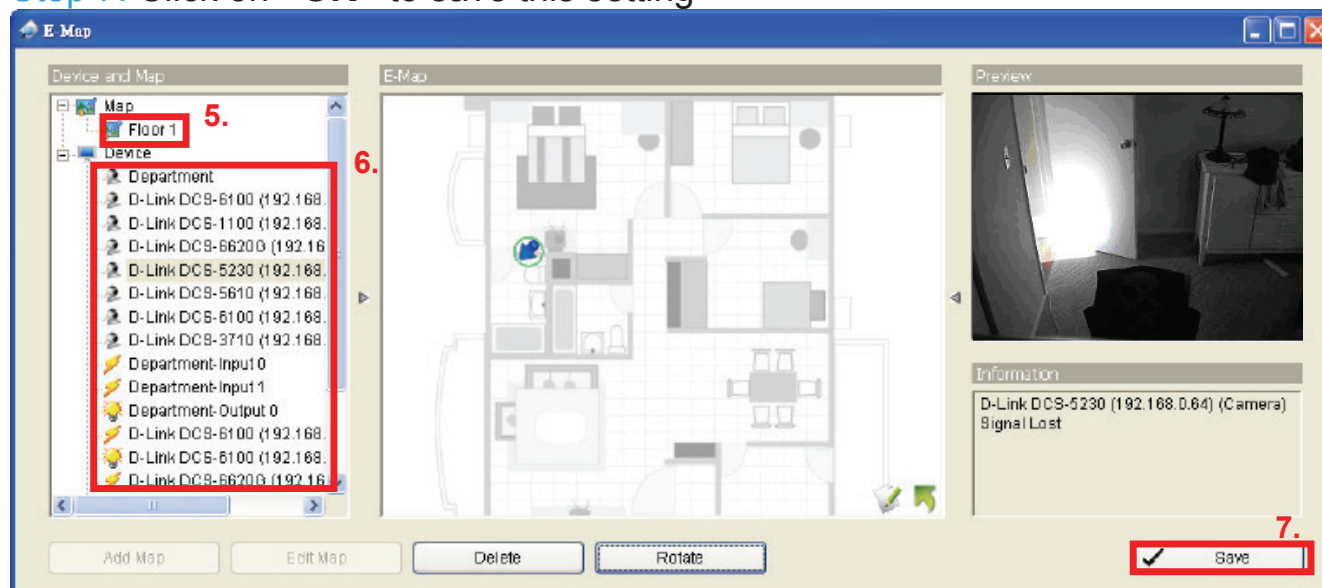 Step 7: Click on "OK" to save this setting
E-Map
Device and Map
Map
Floor 1
5.
Device
6.
Department
D-Link DCS-6100 (192.168.
D-Link DCS-1100 (192.168.
D-Link DCS-6620G (192.16
D-Link DCS-5230 (192.168.
D-Link DCS-5610 (192.168.
D-Link DCS-6100 (192.168.
D-Link DCS-3710 (192.168.
Department-Input 0
Department-Input 1
Department-Output 0
D-Link DCS-6100 (192.168.
D-Link DCS-6100 (192.168.
D-Link DCS-6620G (192.16
E-Map
Preview
Information
D-Link DCS-5230 (192.168.0.64) (Camera)
Signal Lost
Add Map
Edit Map
Delete
Rotate
7.
Save